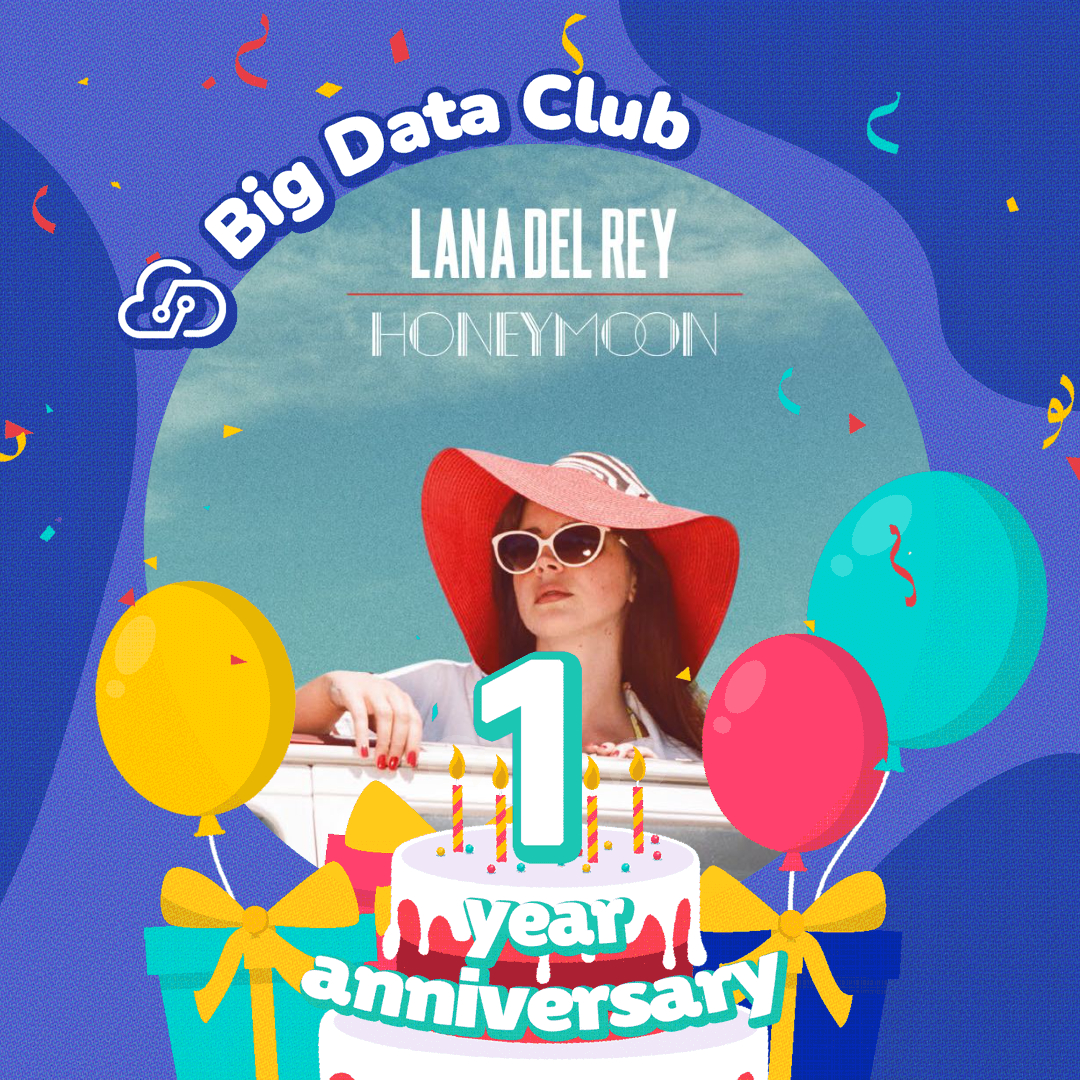 Big Data Club
LANA DEL REY
HONEYMOON
1
year
anniversary